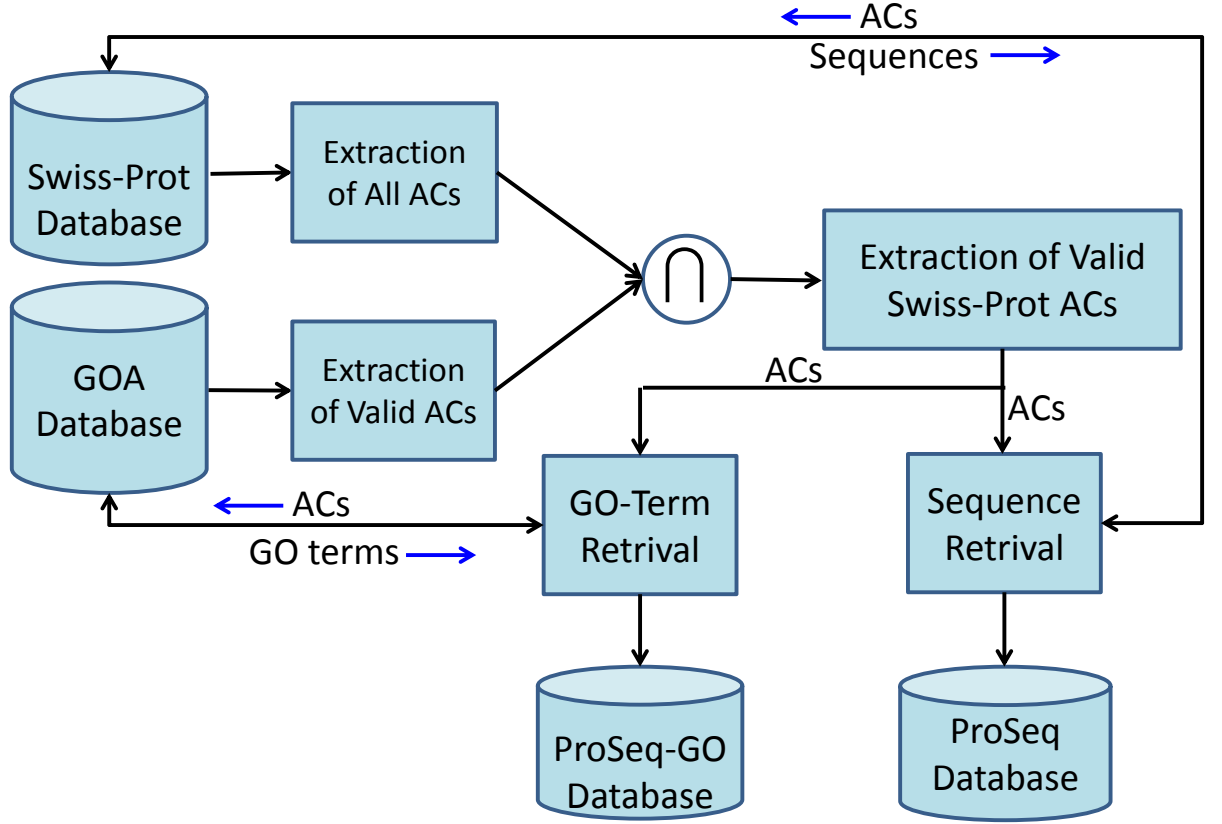 ACs
Sequences
Swiss-Prot
Database
Extraction
of All ACs
Extraction of Valid
Swiss-Prot ACs
GOA
Database
Extraction
of Valid ACs
ACs
ACs
ACs
GO terms
GO-Term
Retrival
Sequence
Retrival
ProSeq-GO
Database
ProSeq
Database